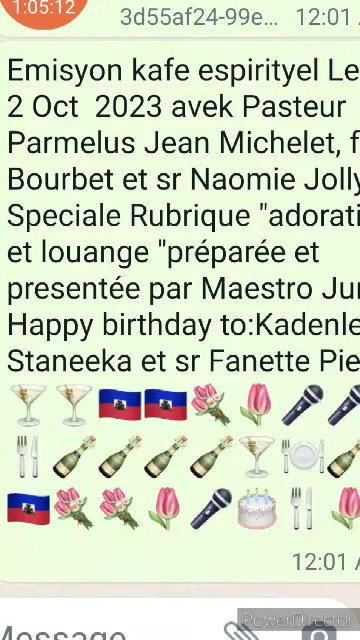 1:05:12
3d55af24-99e... 12:01
Emisyon kafe espirityel Le
2 Oct 2023 avek Pasteur
Parmelus Jean Michelet, f
Bourbet et sr Naomie Jolly
Speciale Rubrique "adorati
et louange "préparée et
presentée par Maestro Ju
Happy birthday to:Kadenle
Staneeka et sr Fanette Pie
12:01 A
Message
PowerDirector